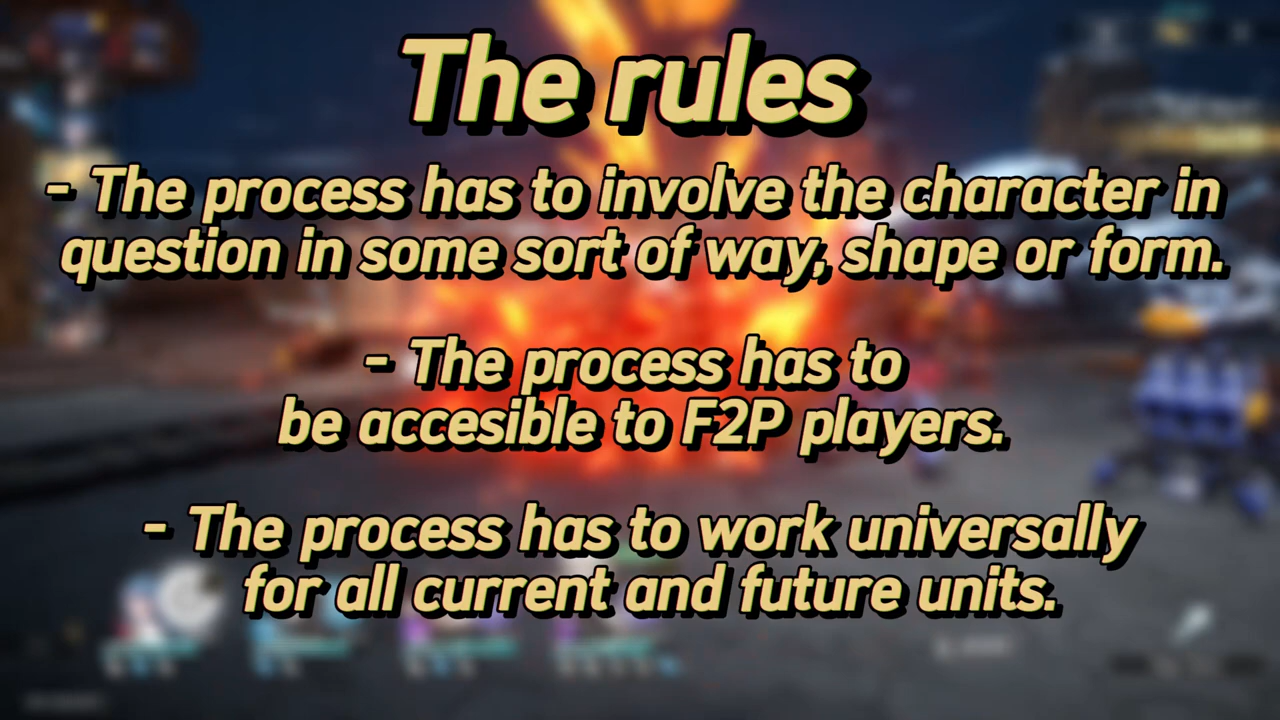 The rules
- The process has to involve the character in
question in some sort of way, shape or form.
- The process has to
be accesible to F2P players.
- The process has to work universally
for all current and future units.